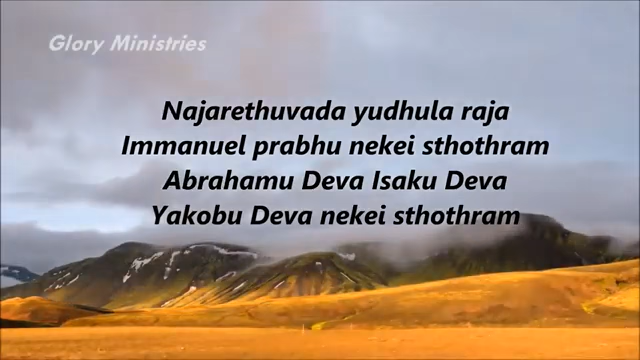 Glory Ministries
Najarethuvada yudhula raja
Immanuel prabhu nekei sthothram
Abrahamu Deva Isaku Deva
Yakobu Deva nekei sthothram